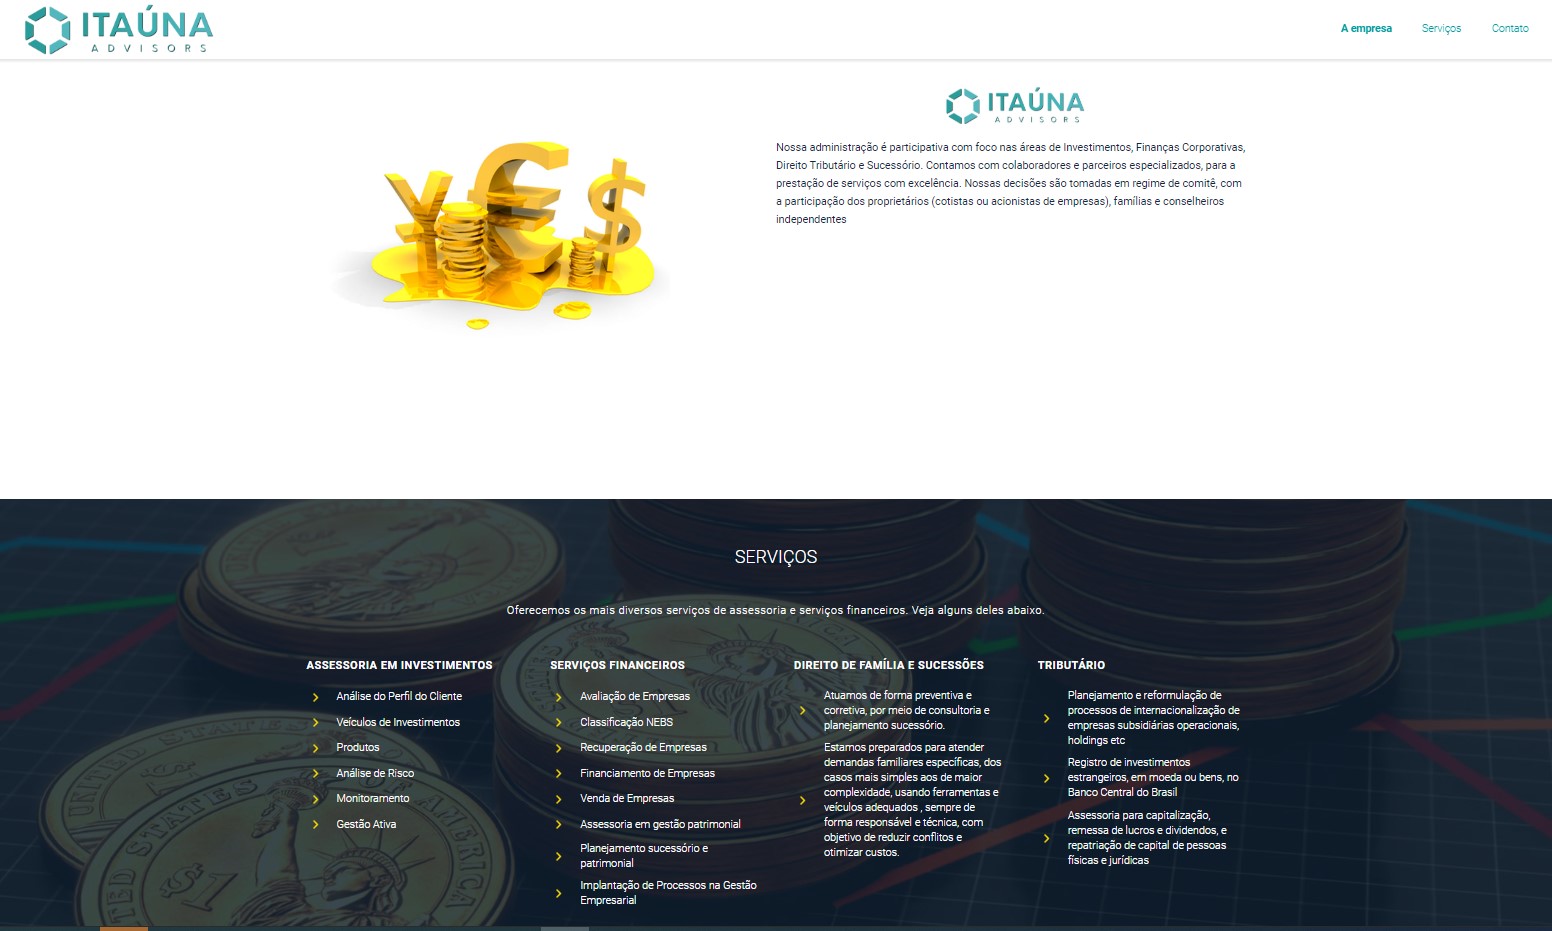 ITAÚNA
ADVISORS
A empresa
Serviços
Contato
ITAÚNA
ADVISORS
Nossa administração é participativa com foco nas áreas de Investimentos, Finanças Corporativas,
Direito Tributário e Sucessório. Contamos com colaboradores e parceiros especializados, para a
prestação de serviços com excelência. Nossas decisões são tomadas em regime de comitê, com
a participação dos proprietários (cotistas ou acionistas de empresas), famílias e conselheiros
independentes
¥ € $
SERVIÇOS
Oferecemos os mais diversos serviços de assessoria e serviços financeiros. Veja alguns deles abaixo.
ASSESSORIA EM INVESTIMENTOS
Análise do Perfil do Cliente
Veículos de Investimentos
Produtos
Análise de Risco
Monitoramento
Gestão Ativa
SERVIÇOS FINANCEIROS
Avaliação de Empresas
Classificação NEBS
Recuperação de Empresas
Financiamento de Empresas
Venda de Empresas
Assessoria em gestão patrimonial
Planejamento sucessório e
patrimonial
Implantação de Processos na Gestão
Empresarial
DIREITO DE FAMÍLIA E SUCESSÕES
Atuamos de forma preventiva e
corretiva, por meio de consultoria e
planejamento sucessório.
Estamos preparados para atender
demandas familiares específicas, dos
casos mais simples aos de maior
complexidade, usando ferramentas e
veículos adequados , sempre de
forma responsável e técnica, com
objetivo de reduzir conflitos e
otimizar custos.
TRIBUTÁRIO
Planejamento e reformulação de
processos de internacionalização de
empresas subsidiárias operacionais,
holdings etc
Registro de investimentos
estrangeiros, em moeda ou bens, no
Banco Central do Brasil
Assessoria para capitalização,
remessa de lucros e dividendos, e
repatriação de capital de pessoas
físicas e jurídicas
$1